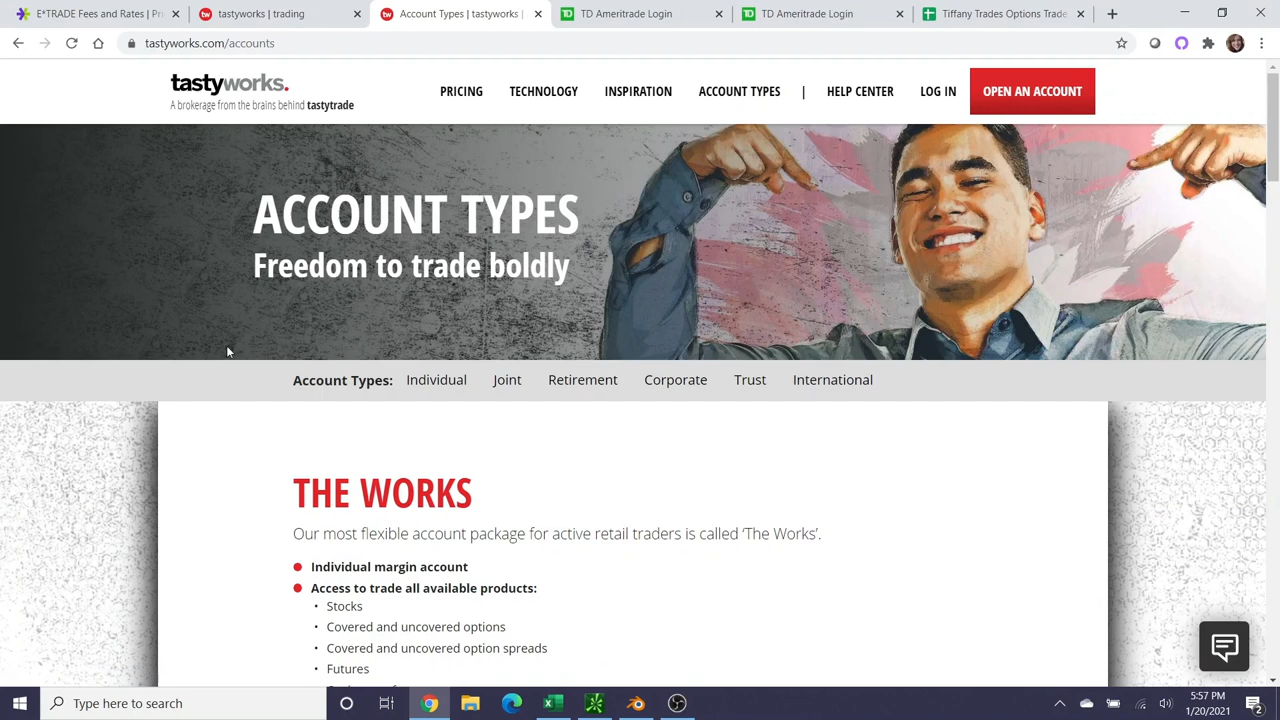 E*TRADE Fees and Rates | Pr
tastyworks | trading
Account Types | tastyworks |
TD Ameritrade Login
TD Ameritrade Login
Tiffany Trades Options Trade
tastyworks.com/accounts
tastyworks.
A brokerage from the brains behind tastytrade
PRICING
TECHNOLOGY
INSPIRATION
ACCOUNT TYPES
|
HELP CENTER
LOG IN
OPEN AN ACCOUNT
ACCOUNT TYPES
Freedom to trade boldly
Account Types: Individual Joint Retirement Corporate Trust International
THE WORKS
Our most flexible account package for active retail traders is called ‘The Works’.
Individual margin account
Access to trade all available products:
Stocks
Covered and uncovered options
Covered and uncovered option spreads
Futures
Type here to search
5:57 PM
1/20/2021
2